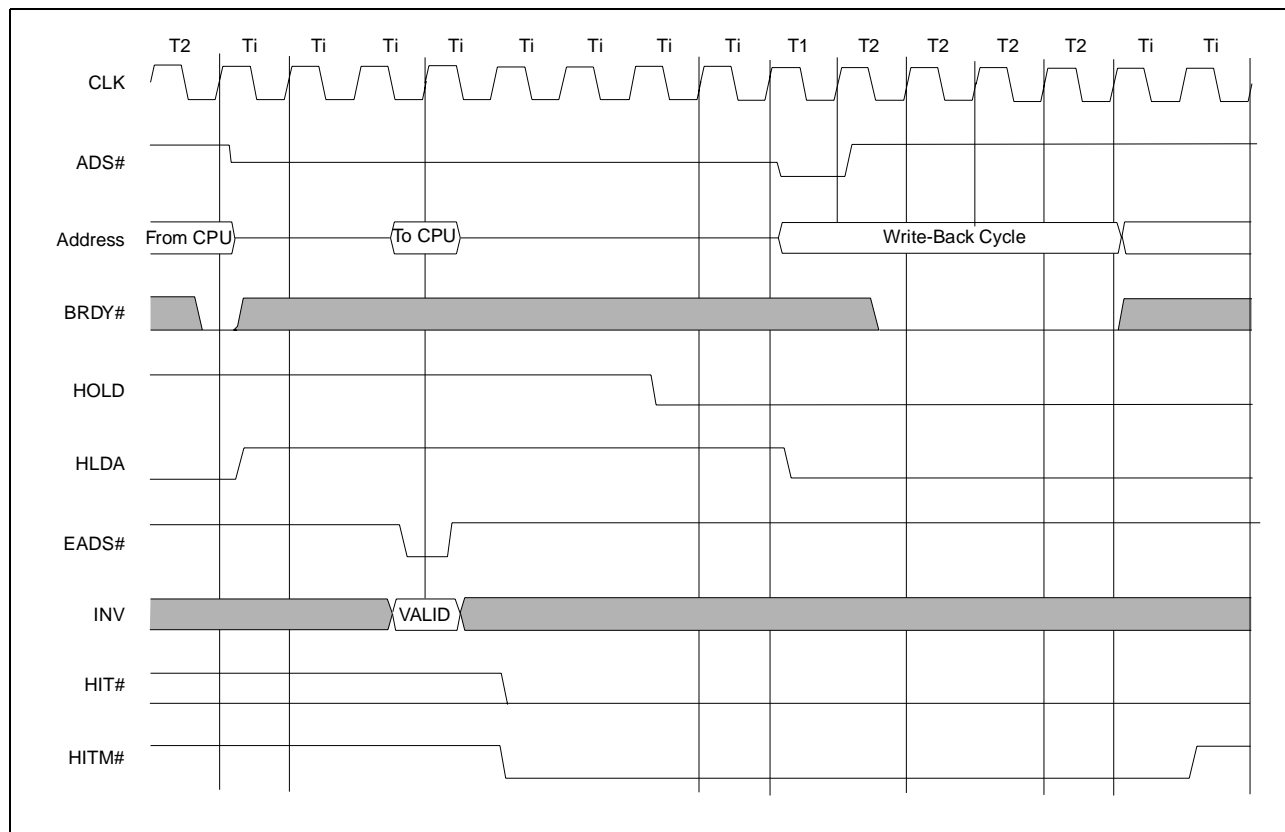 T2 Ti Ti Ti Ti Ti Ti Ti Ti T1 T2 T2 T2 T2 Ti Ti
CLK
ADS#
Address From CPU To CPU Write-Back Cycle
BRDY#
HOLD
HLDA
EADS#
INV VALID
HIT#
HITM#